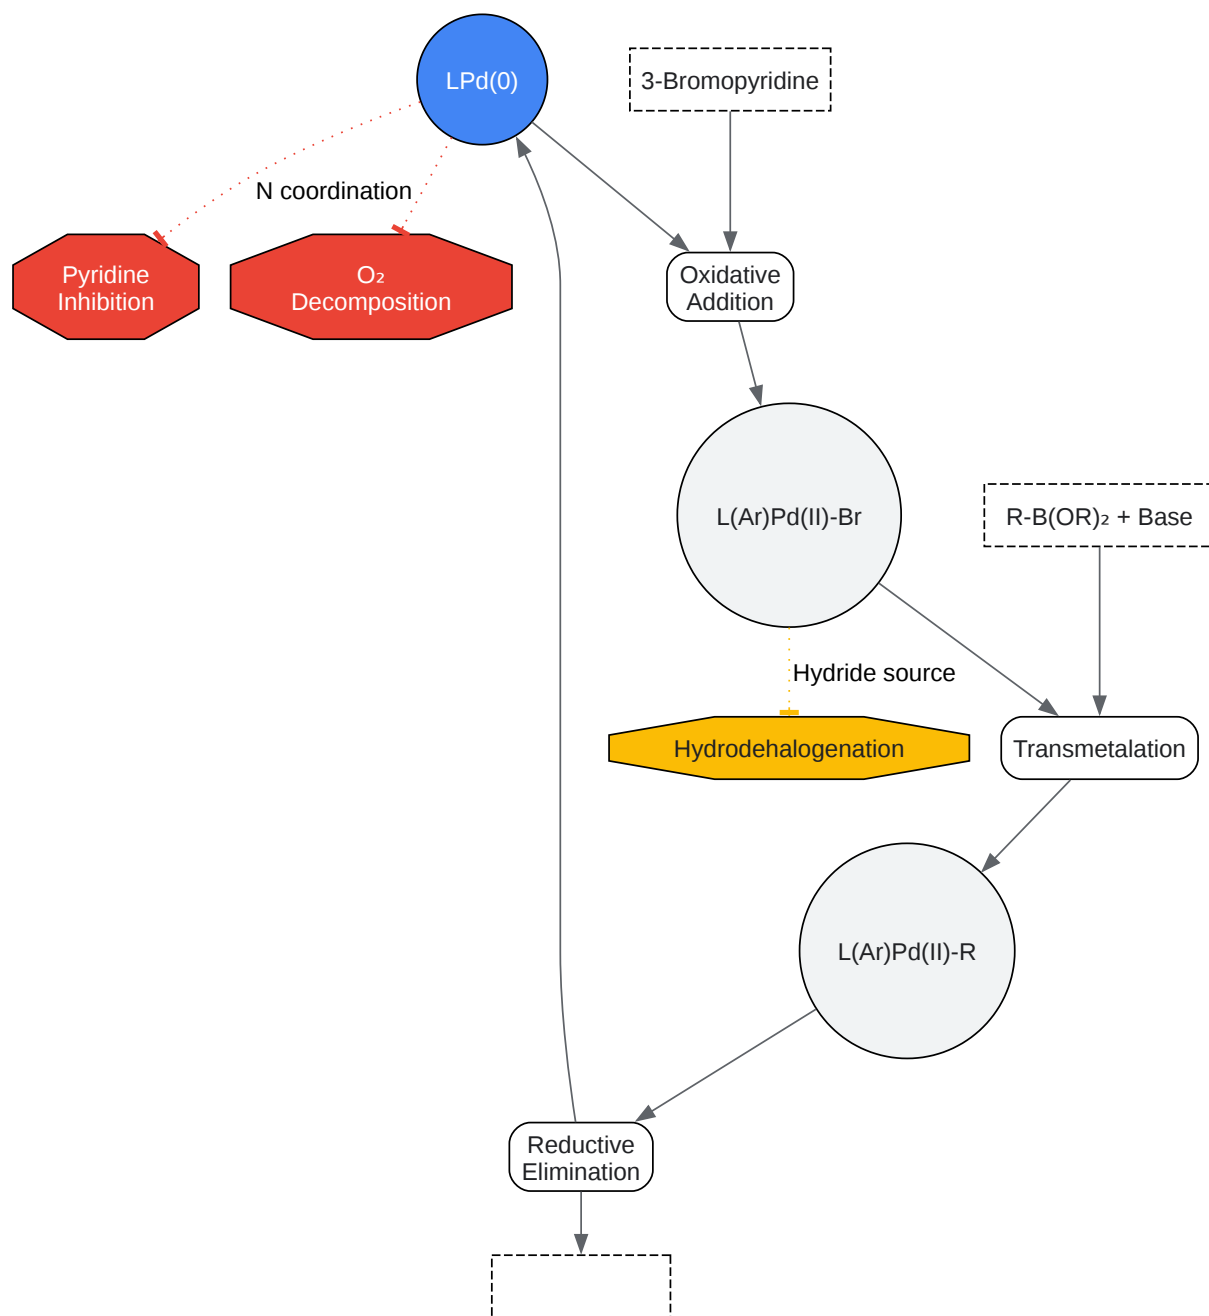 LPd(0)
3-Bromopyridine
N coordination
Pyridine
Inhibition
O₂
Decomposition
Oxidative
Addition
L(Ar)Pd(II)-Br
R-B(OR)₂ + Base
Hydride source
Hydrodehalogenation
Transmetalation
L(Ar)Pd(II)-R
Reductive
Elimination